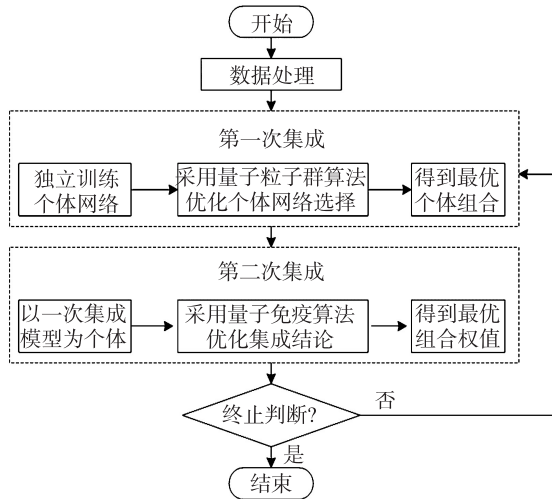 开始
数据处理
第一次集成
独立训练
个体网络
采用量子粒子群算法
优化个体网络选择
得到最优
个体组合
第二次集成
以一次集成
模型为个体
采用量子免疫算法
优化集成结论
得到最优
组合权值
终止判断?
否
是
结束